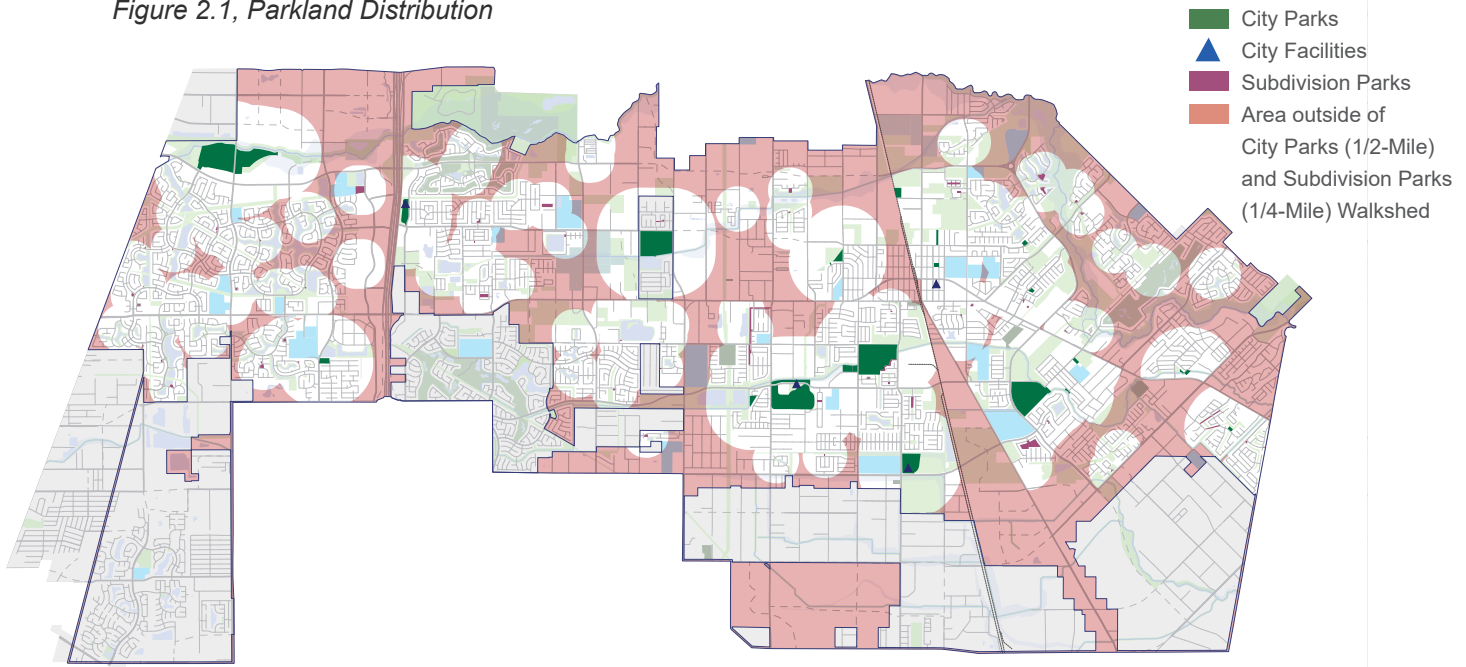 Figure 2.1, Parkland Distribution
City Parks
City Facilities
Subdivision Parks
Area outside of
City Parks (1/2-Mile)
and Subdivision Parks
(1/4-Mile) Walkshed